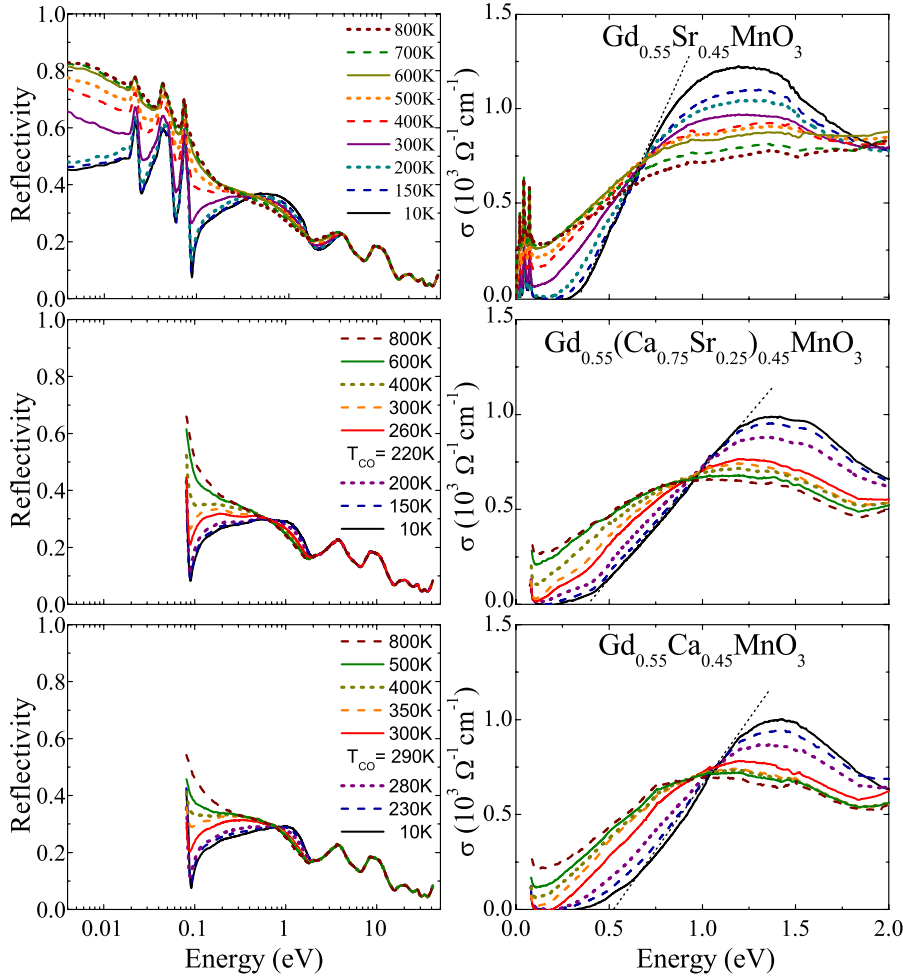 1.0
0.8
0.6
0.4
0.2
0.0
Reflectivity
800K
700K
600K
500K
400K
300K
200K
150K
10K
Gd0.55Sr0.45MnO3
1.0
0.5
0.0
σ (10³ Ω⁻¹cm⁻¹)
1.0
0.8
0.6
0.4
0.2
0.0
Reflectivity
800K
600K
400K
300K
260K
TCO= 220K
200K
150K
10K
Gd0.55(Ca0.75Sr0.25)0.45MnO3
1.0
0.5
0.0
σ (10³ Ω⁻¹cm⁻¹)
1.0
0.8
0.6
0.4
0.2
0.0
Reflectivity
800K
500K
400K
350K
300K
TCO= 290K
280K
230K
10K
0.01 0.1 1 10
Energy (eV)
Gd0.55Ca0.45MnO3
1.0
0.5
0.0
σ (10³ Ω⁻¹cm⁻¹)
0.0 0.5 1.0 1.5 2.0
Energy (eV)